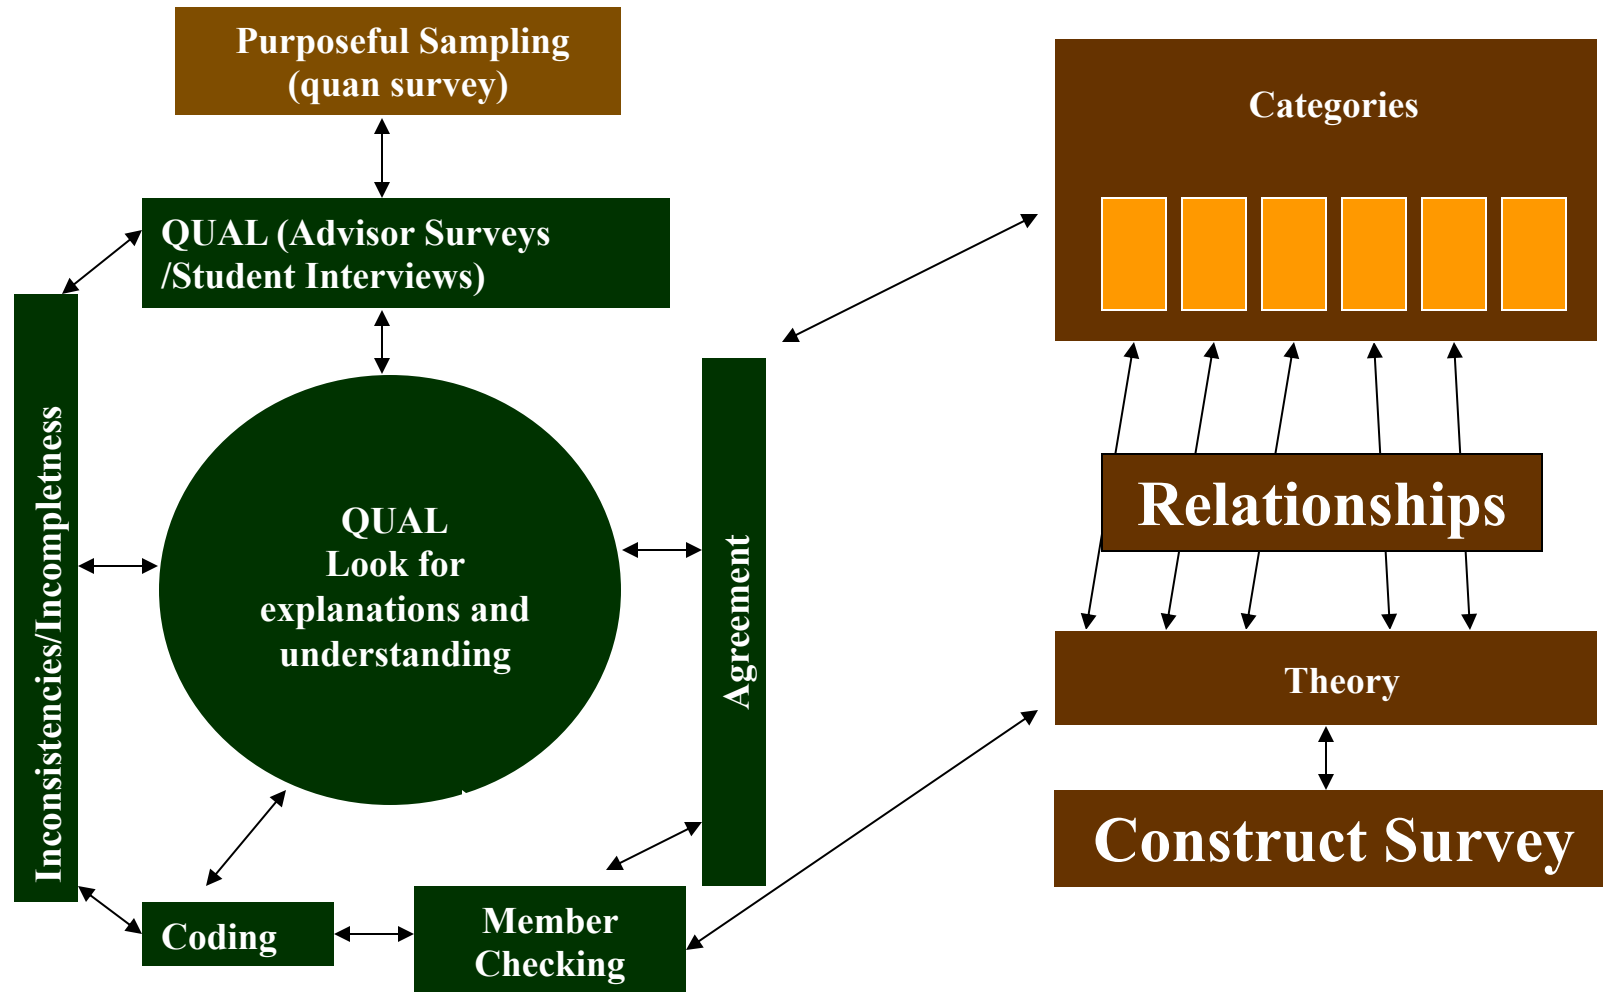 Purposeful Sampling
(quan survey)
QUAL (Advisor Surveys
/Student Interviews)
Inconsistencies/Incompletness
QUAL
Look for
explanations and
understanding
Agreement
Coding
Member
Checking
Categories
Relationships
Theory
Construct Survey